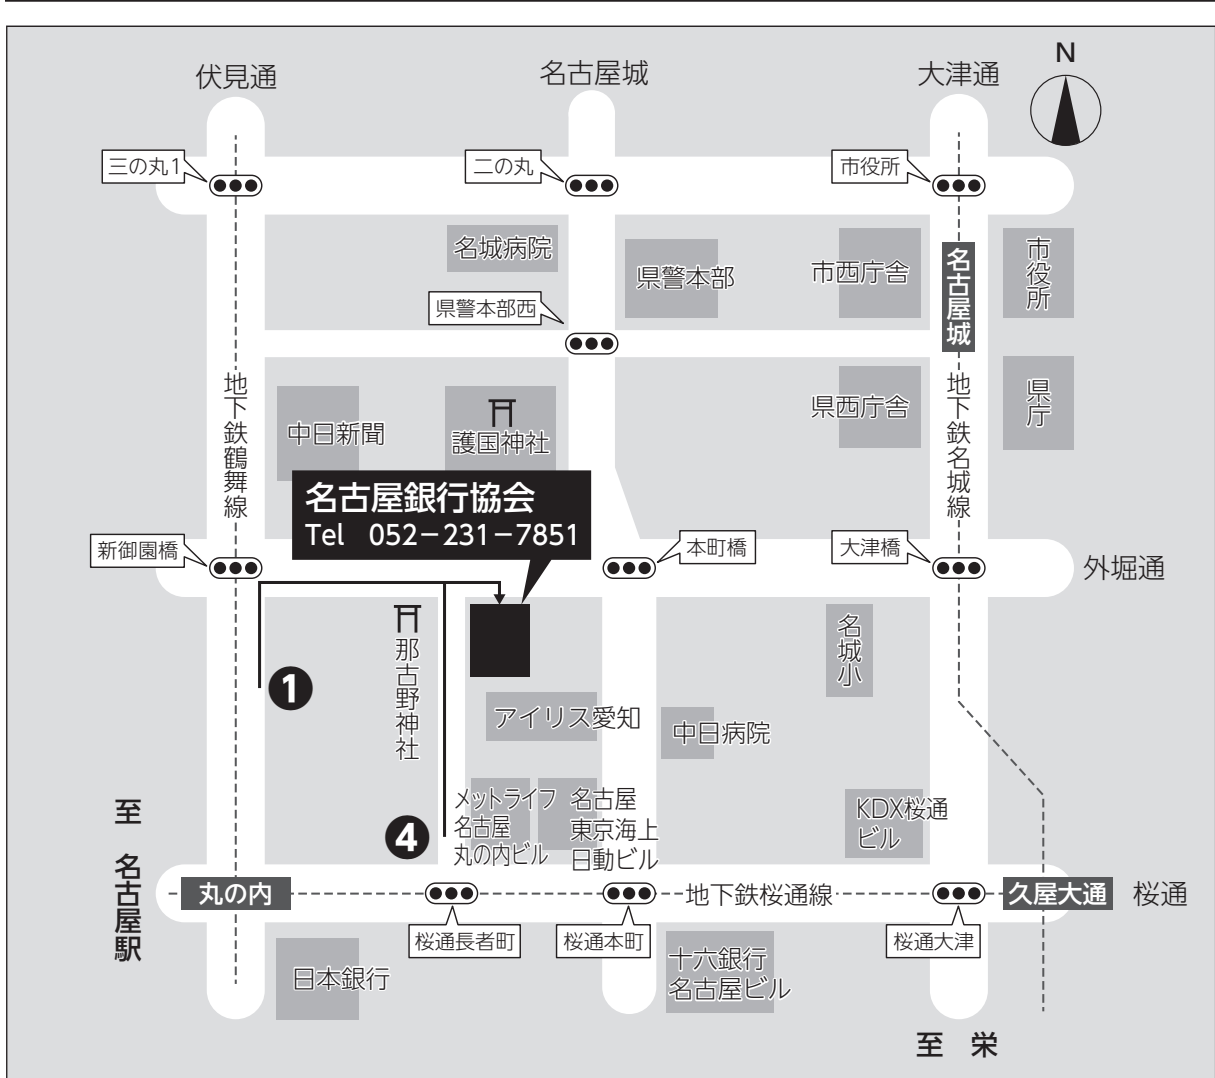 伏見通
名古屋城
大津通
N
三の丸1
二の丸
市役所
名城病院
県警本部
市西庁舎
名古屋城
市役所
県警本部西
地下鉄鶴舞線
中日新聞
護国神社
県西庁舎
地下鉄名城線
県庁
名古屋銀行協会
Tel 052－231－7851
新御園橋
本町橋
大津橋
外堀通
那古野神社
名城小
❶
アイリス愛知
中日病院
❹
メットライフ
名古屋
丸の内ビル
名古屋
東京海上
日動ビル
KDX桜通
ビル
至 名古屋駅
丸の内
地下鉄桜通線
久屋大通
桜通
桜通長者町
桜通本町
桜通大津
日本銀行
十六銀行
名古屋ビル
至 栄